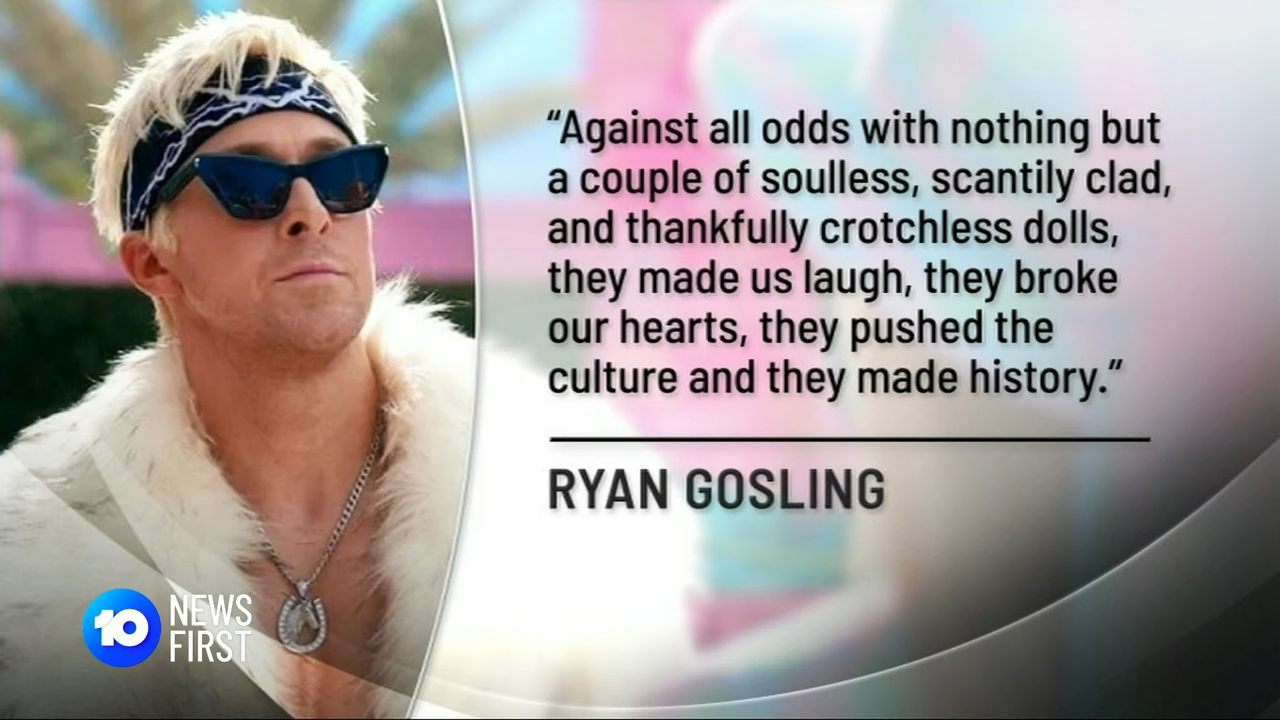 “Against all odds with nothing but
a couple of soulless, scantily clad,
and thankfully crotchless dolls,
they made us laugh, they broke
our hearts, they pushed the
culture and they made history.”
RYAN GOSLING
10 NEWS
FIRST